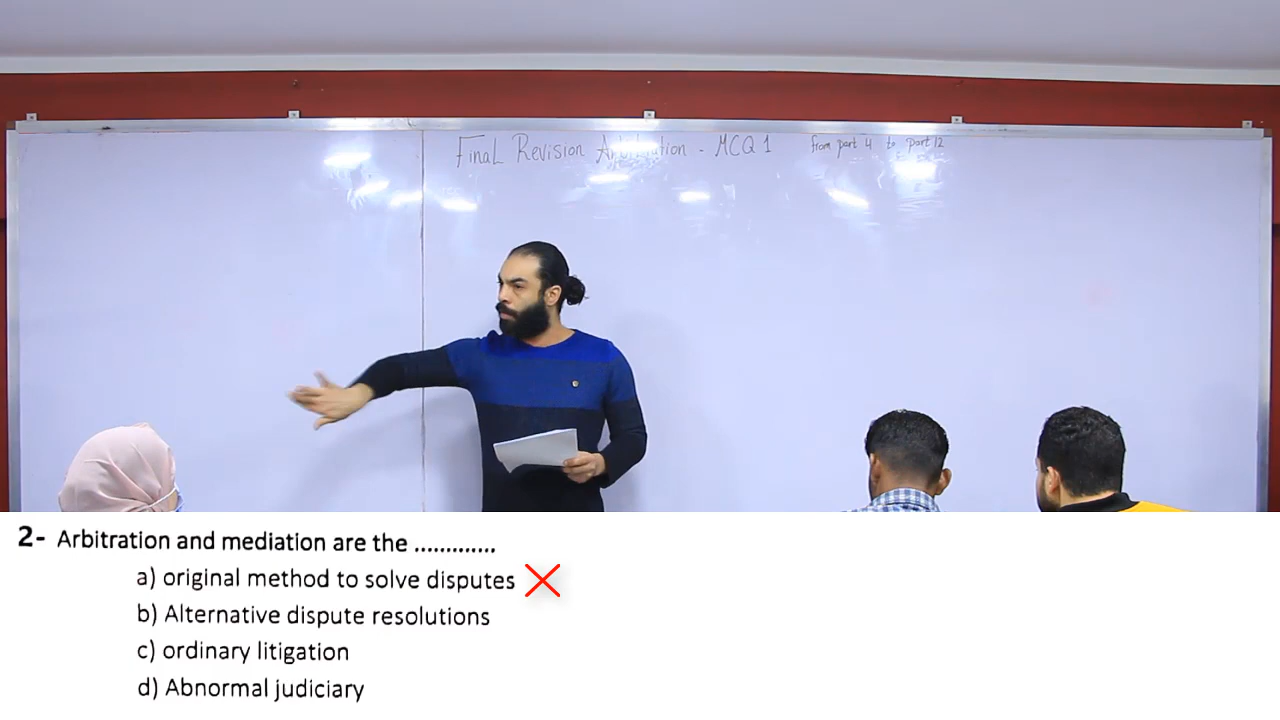 Final Revision Arbitration - MCQ 1 from part 4 to part 12
2- Arbitration and mediation are the .............
a) original method to solve disputes
b) Alternative dispute resolutions
c) ordinary litigation
d) Abnormal judiciary